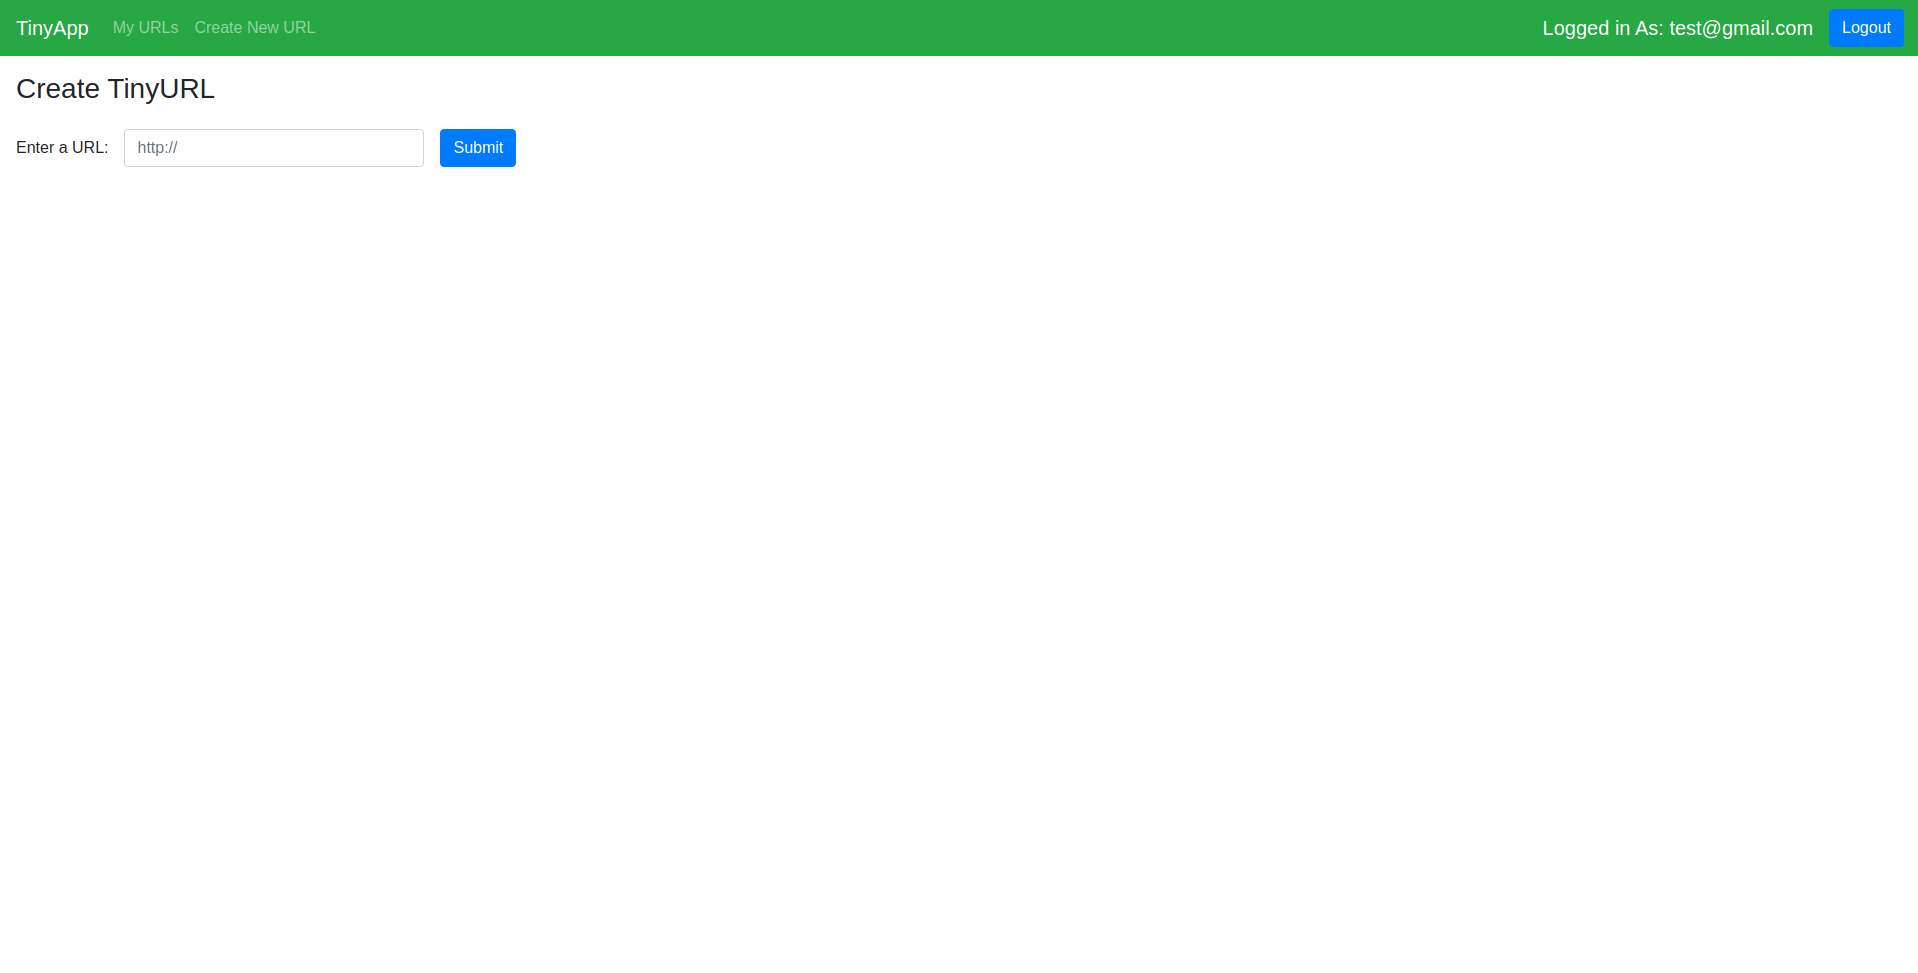 TinyApp My URLs Create New URL Logged in As: test@gmail.com Logout
Create TinyURL
Enter a URL: http:// Submit